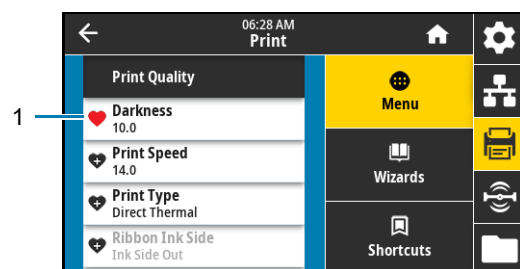 06:28 AM
Print
Print Quality
1
Darkness
10.0
Print Speed
14.0
Print Type
Direct Thermal
Ribbon Ink Side
Ink Side Out
Menu
Wizards
Shortcuts